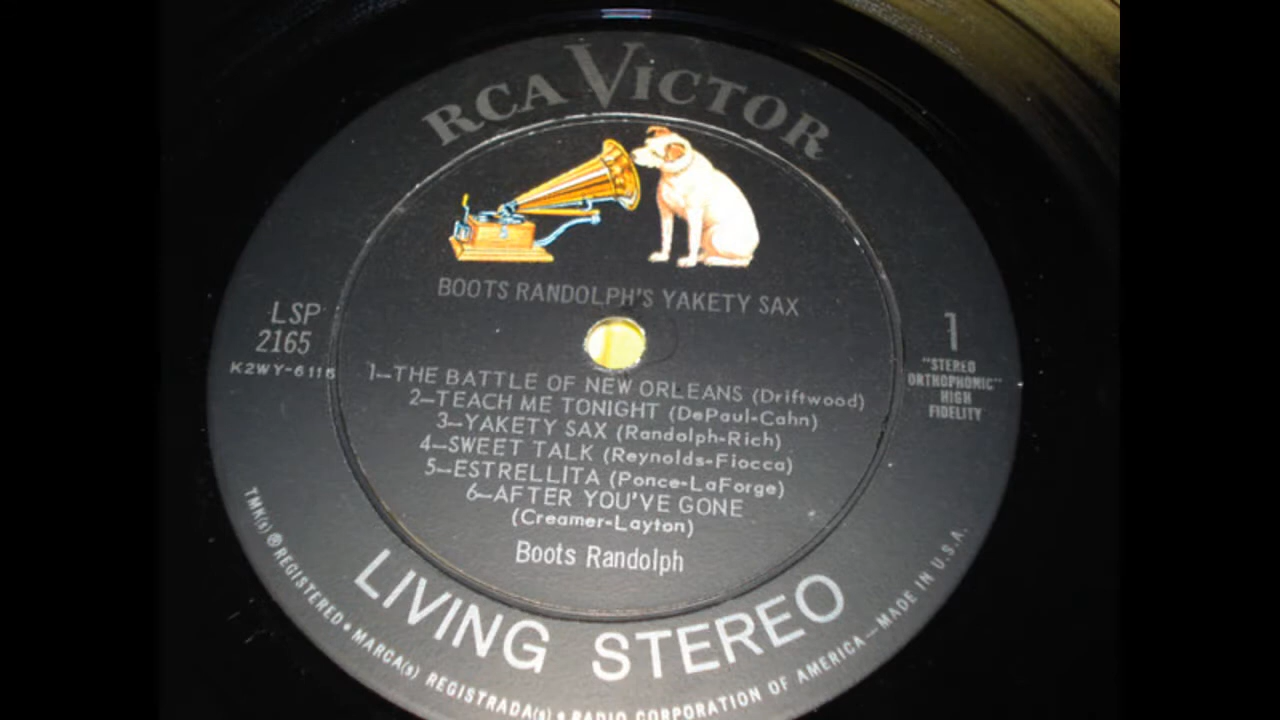 RCA VICTOR
BOOTS RANDOLPH'S YAKETY SAX
LSP
2165
K2WY-6116
1
"STEREO
ORTHOPHONIC"
HIGH
FIDELITY
1—THE BATTLE OF NEW ORLEANS (Driftwood)
2—TEACH ME TONIGHT (DePaul-Cahn)
3—YAKETY SAX (Randolph-Rich)
4—SWEET TALK (Reynolds-Fiocca)
5—ESTRELLITA (Ponce-LaForge)
6—AFTER YOU'VE GONE
(Creamer-Layton)
Boots Randolph
LIVING STEREO
TMK(s) ® REGISTERED • MARCA(s) REGISTRADA(s) • RADIO CORPORATION OF AMERICA—MADE IN U.S.A.